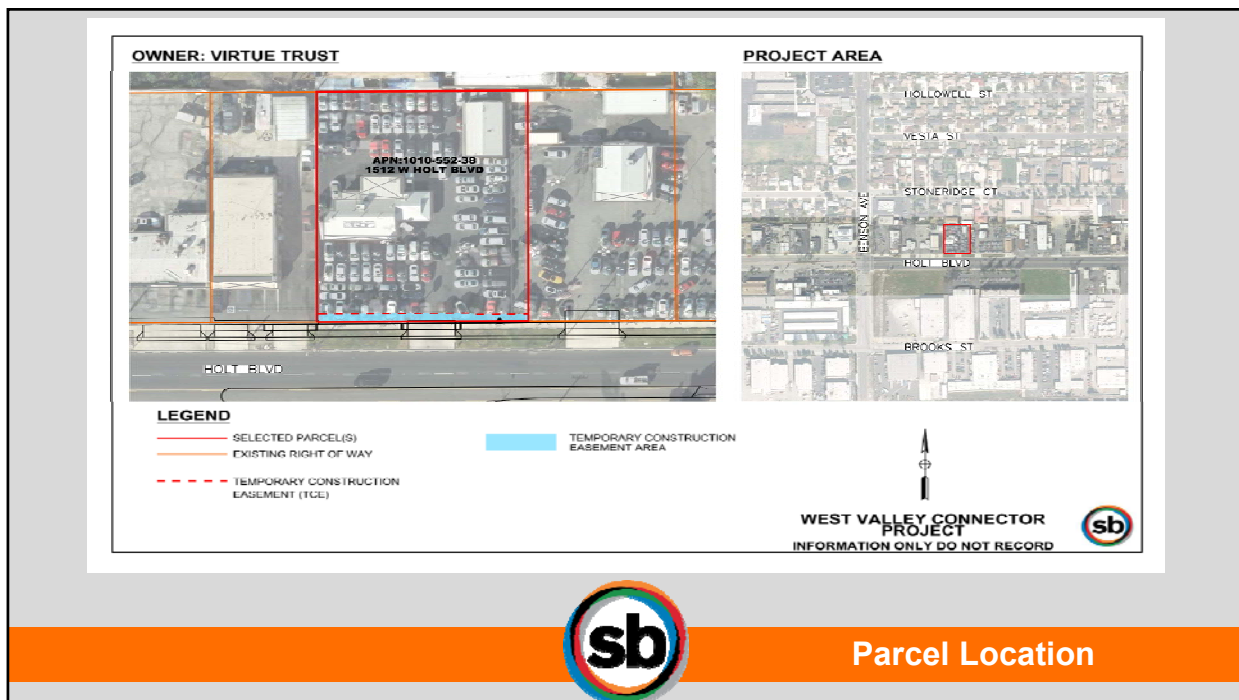 OWNER: VIRTUE TRUST
APN:1010-552-38
1512 W HOLT BLVD
HOLT BLVD
PROJECT AREA
HOLLOWELL ST
VESTA ST
STONERIDGE CT
BENSON AVE
HOLT BLVD
BROOKS ST
LEGEND
SELECTED PARCEL(S)
EXISTING RIGHT OF WAY
TEMPORARY CONSTRUCTION
EASEMENT (TCE)
TEMPORARY CONSTRUCTION
EASEMENT AREA
WEST VALLEY CONNECTOR
PROJECT
INFORMATION ONLY DO NOT RECORD
sb
sb
Parcel Location